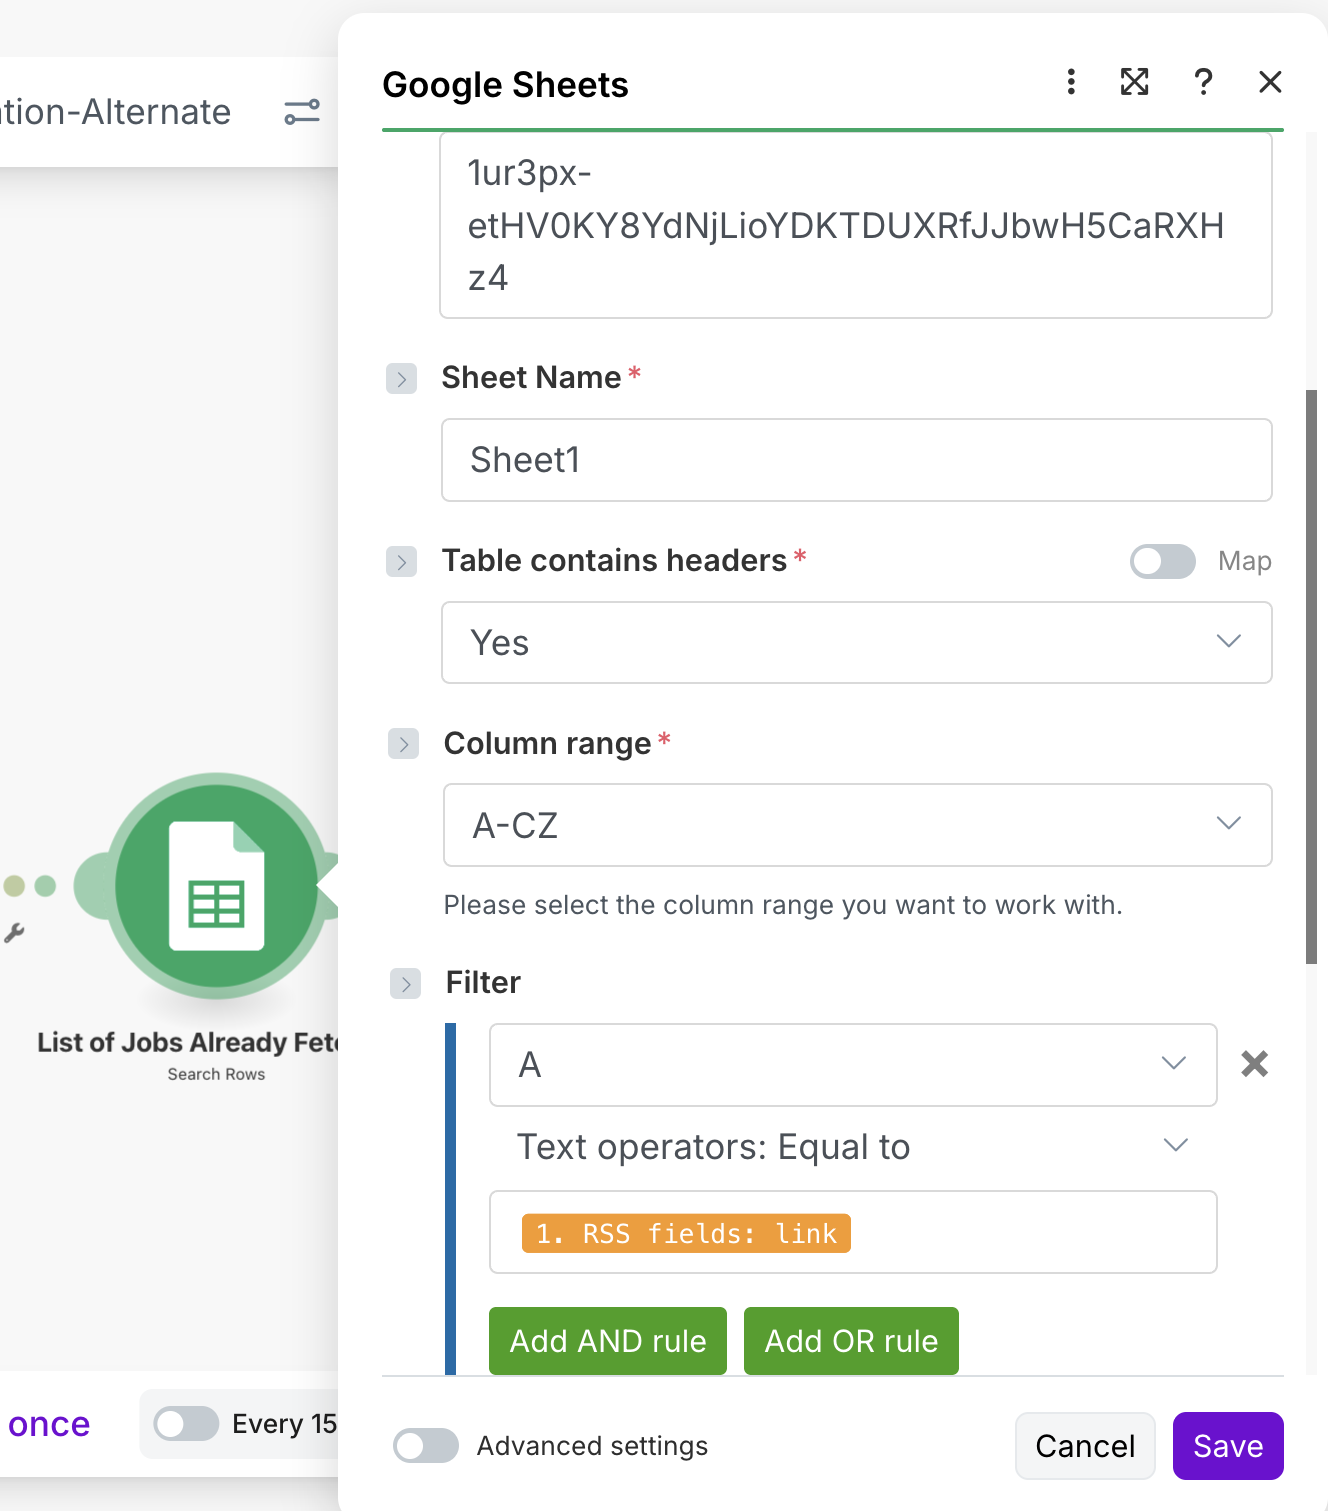 tion-Alternate
Google Sheets
?
1ur3px-
etHV0KY8YdNjLioYDKTDUXRfJJbwH5CaRXH
z4
Sheet Name *
Sheet1
Table contains headers *
Map
Yes
Column range *
A-CZ
Please select the column range you want to work with.
Filter
A
Text operators: Equal to
1. RSS fields: link
Add AND rule
Add OR rule
List of Jobs Already Fet
Search Rows
once
Every 15
Advanced settings
Cancel
Save